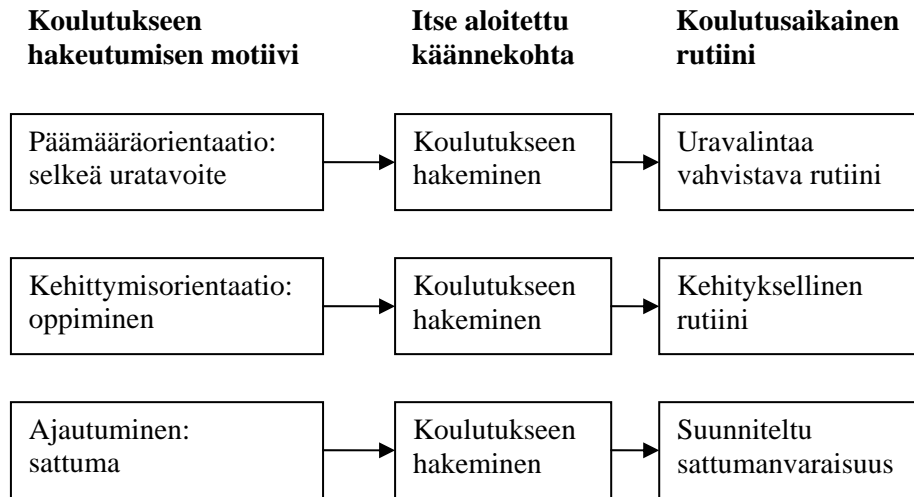 Koulutukseen
hakeutumisen motiivi
Itse aloitettu
käännekohta
Koulutusaikainen
rutiini
Päämääräorientaatio:
selkeä uratavoite
Koulutukseen
hakeminen
Uravalintaa
vahvistava rutiini
Kehittymisorientaatio:
oppiminen
Koulutukseen
hakeminen
Kehityksellinen
rutiini
Ajautuminen:
sattuma
Koulutukseen
hakeminen
Suunniteltu
sattumanvaraisuus